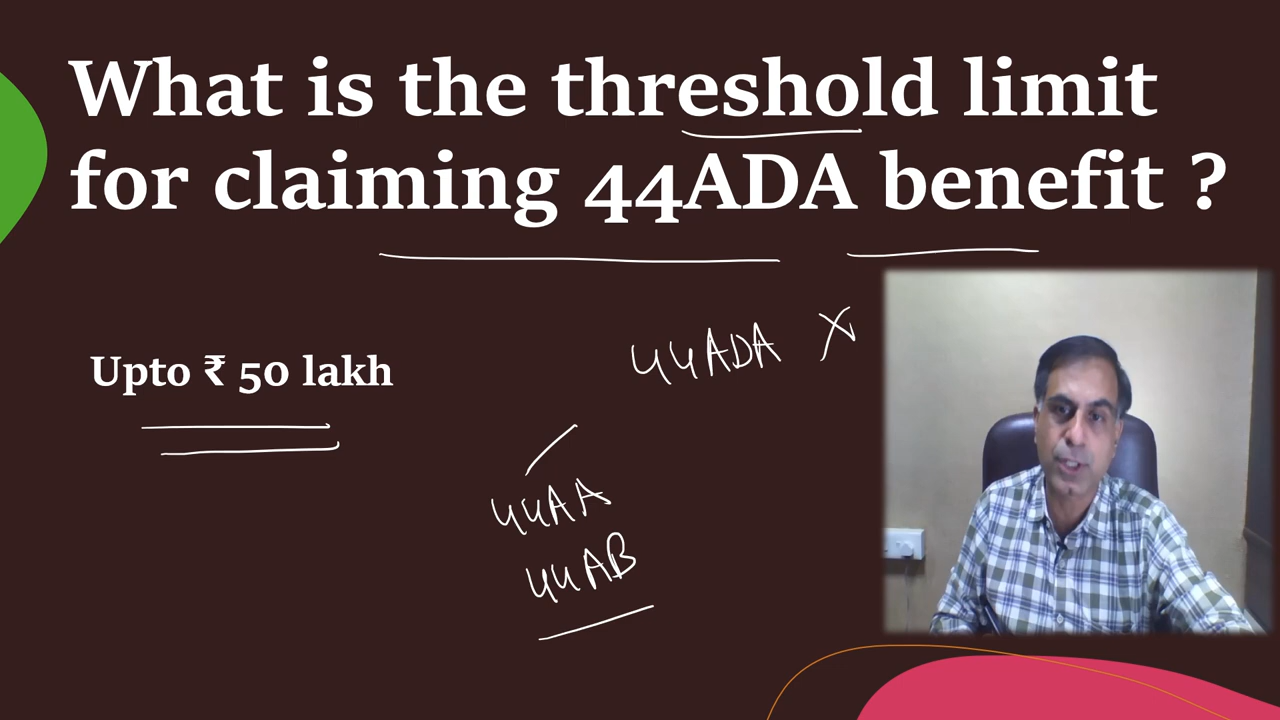 What is the threshold limit
for claiming 44ADA benefit ?
Upto ₹ 50 lakh
44ADA X
44AA
44AB